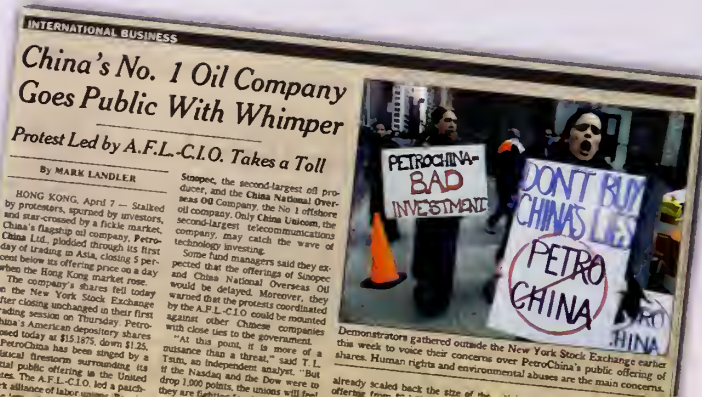 INTERNATIONAL BUSINESS
China's No. 1 Oil Company
Goes Public With Whimper
Protest Led by A.F.L.-C.I.O. Takes a Toll
By MARK LANDLER
HONG KONG, April 7 — Stalked
by protestors, spurned by investors,
and star-crossed by a fickle market,
China's flagship oil company, Petro-
China Ltd., plodded through its first
day of trading in Asia, closing 5 per-
cent below its offering price on a day
when the Hong Kong market rose.
The company's shares fell today
on the New York Stock Exchange
after closing unchanged in their first
trading session on Thursday. Petro-
China's American depository shares
closed today at $15.1875, down $1.25.
PetroChina has been singed by a
political firestorm surrounding its
initial public offering in the United
States. The A.F.L.-C.I.O. led a patch-
alliance of labor
Sinopec, the second-largest oil pro-
ducer, and the China National Over-
seas Oil Company, the No. 1 offshore
oil company. Only China Unicom, the
second-largest telecommunications
company, may catch the wave of
technology investing.
Some fund managers said they ex-
pected that the offerings of Sinopec
and China National Overseas Oil
would be delayed. Moreover, they
warned that the protests coordinated
by the A.F.L.-C.I.O. could be mounted
against other Chinese companies
with close ties to the government.
"At this point, it is more of a
nuisance than a threat," said T. L.
Tsim, an independent analyst. "But
if the Nasdaq and the Dow were to
drop 1,000 points, the unions will feel
they are fighting
PETROCHINA-
BAD
INVESTMENT
DON'T BUY
CHINA'S LIES
PETRO
CHINA
HINA
Demonstrators gathered outside the New York Stock Exchange earlier
this week to voice their concerns over PetroChina's public offering of
shares. Human rights and environmental abuses are the main concerns.
already scaled back the size of the
offering from